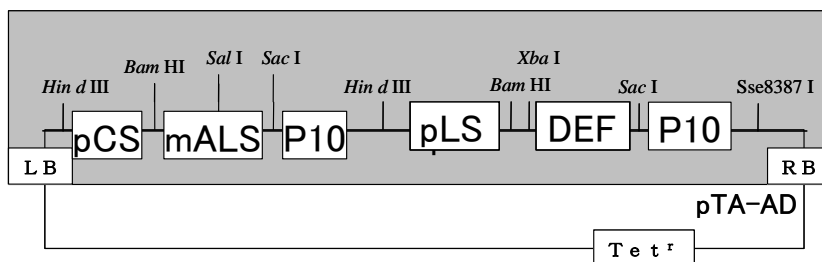 Xba I
Bam HI Sal I Sac I
Hin d III Hin d III Bam HI Sac I Sse8387 I
pCS mALS P10 pLS DEF P10
LB RB
pTA-AD
Tetʳ